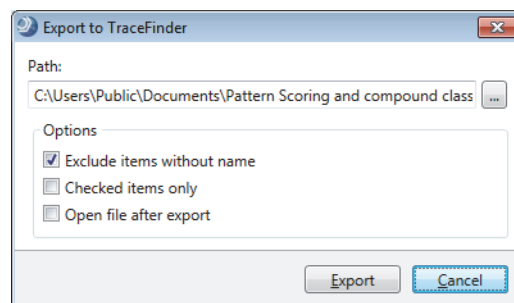 Export to TraceFinder
Path:
C:\Users\Public\Documents\Pattern Scoring and compound class
...
Options
Exclude items without name
Checked items only
Open file after export
Export
Cancel